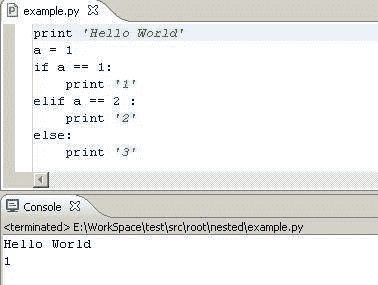 example.py
print 'Hello World'
a = 1
if a == 1:
    print '1'
elif a == 2 :
    print '2'
else:
    print '3'
Console
<terminated> E:\WorkSpace\test\src\root\nested\example.py
Hello World
1